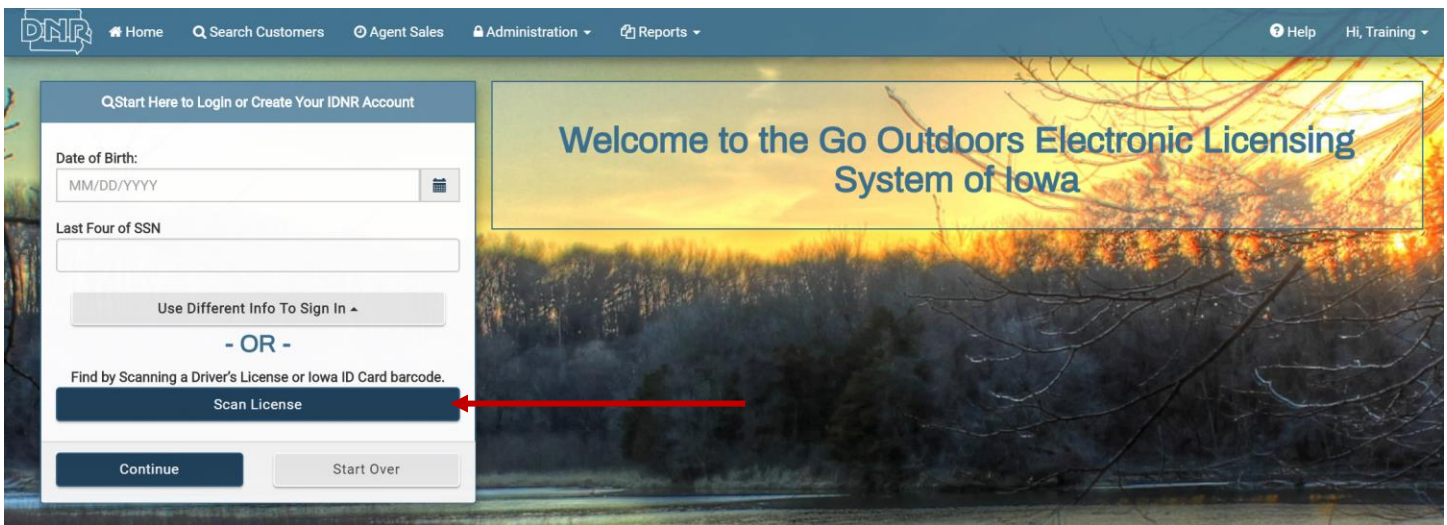 DNR Home Search Customers Agent Sales Administration Reports Help Hi, Training
Start Here to Login or Create Your IDNR Account
Date of Birth:
MM/DD/YYYY
Last Four of SSN
Use Different Info To Sign In
- OR -
Find by Scanning a Driver's License or Iowa ID Card barcode.
Scan License
Continue Start Over
Welcome to the Go Outdoors Electronic Licensing
System of Iowa